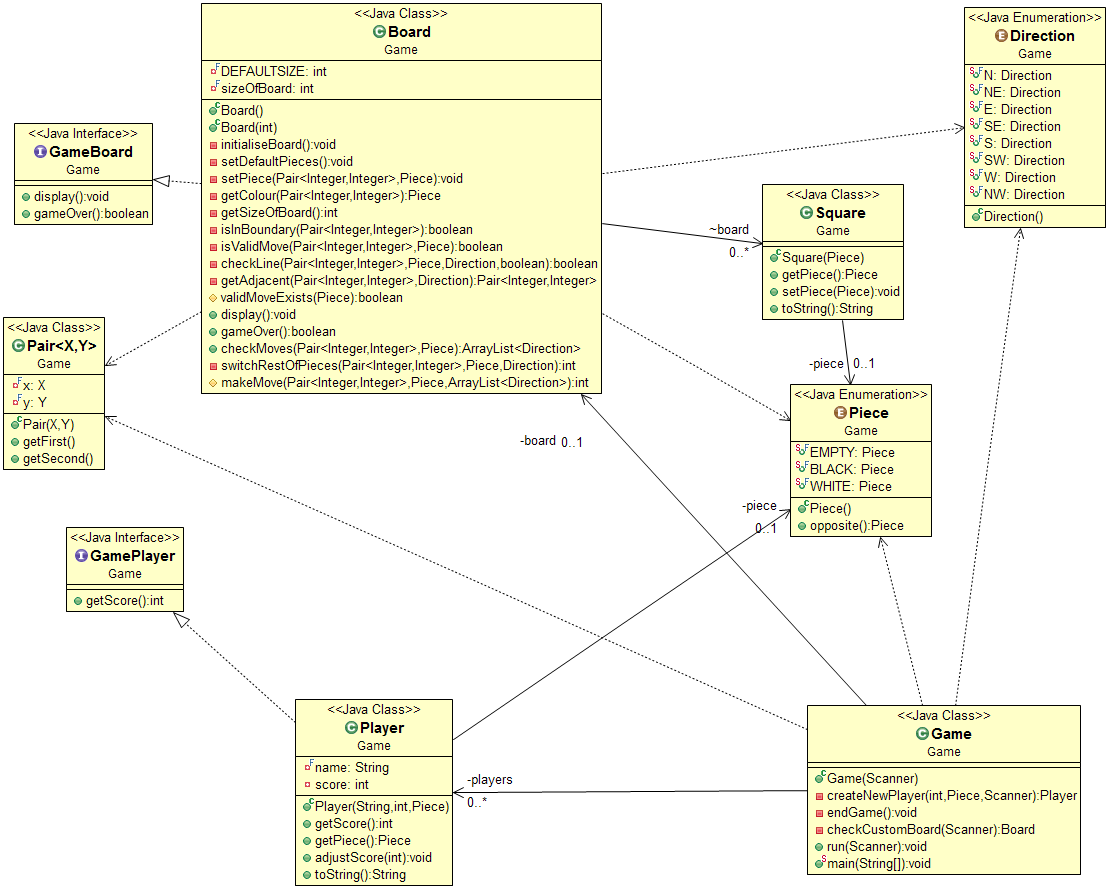 <<Java Class>>
Board
Game
DEFAULTSIZE: int
sizeOfBoard: int
Board()
Board(int)
initialiseBoard():void
setDefaultPieces():void
setPiece(Pair<Integer,Integer>,Piece):void
getColour(Pair<Integer,Integer>):Piece
getSizeOfBoard():int
isInBoundary(Pair<Integer,Integer>):boolean
isValidMove(Pair<Integer,Integer>,Piece):boolean
checkLine(Pair<Integer,Integer>,Piece,Direction,boolean):boolean
getAdjacent(Pair<Integer,Integer>,Direction):Pair<Integer,Integer>
validMoveExists(Piece):boolean
display():void
gameOver():boolean
checkMoves(Pair<Integer,Integer>,Piece):ArrayList<Direction>
switchRestOfPieces(Pair<Integer,Integer>,Piece,Direction):int
makeMove(Pair<Integer,Integer>,Piece,ArrayList<Direction>):int
<<Java Enumeration>>
Direction
Game
N: Direction
NE: Direction
E: Direction
SE: Direction
S: Direction
SW: Direction
W: Direction
NW: Direction
Direction()
<<Java Interface>>
GameBoard
Game
display():void
gameOver():boolean
<<Java Class>>
Square
Game
Square(Piece)
getPiece():Piece
setPiece(Piece):void
toString():String
~board
0..*
<<Java Class>>
Pair<X,Y>
Game
x: X
y: Y
Pair(X,Y)
getFirst()
getSecond()
-piece 0..1
<<Java Enumeration>>
Piece
Game
EMPTY: Piece
BLACK: Piece
WHITE: Piece
Piece()
opposite():Piece
-board 0..1
-piece
0..1
<<Java Interface>>
GamePlayer
Game
getScore():int
<<Java Class>>
Player
Game
name: String
score: int
Player(String,int,Piece)
getScore():int
getPiece():Piece
adjustScore(int):void
toString():String
-players
0..*
<<Java Class>>
Game
Game
Game(Scanner)
createNewPlayer(int,Piece,Scanner):Player
endGame():void
checkCustomBoard(Scanner):Board
run(Scanner):void
main(String[]):void